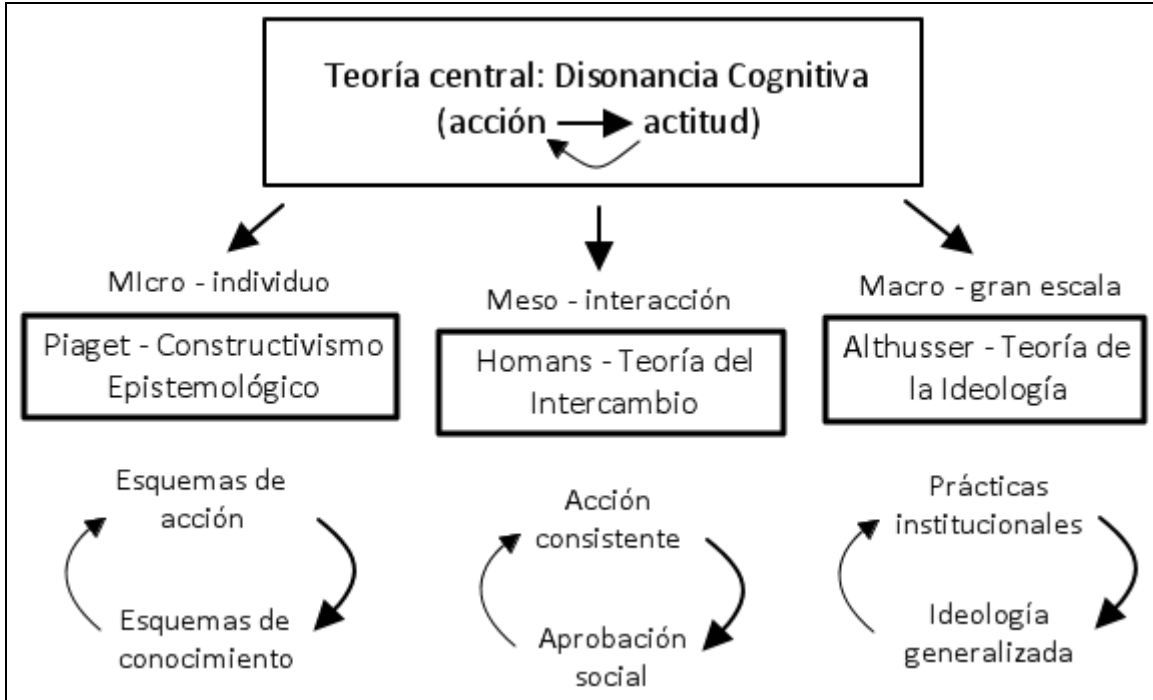 Teoría central: Disonancia Cognitiva
(acción → actitud)
MIcro - individuo
Piaget - Constructivismo
Epistemológico
Esquemas de
acción
Esquemas de
conocimiento
Meso - interacción
Homans - Teoría del
Intercambio
Acción
consistente
Aprobación
social
Macro - gran escala
Althusser - Teoría de
la Ideología
Prácticas
institucionales
Ideología
generalizada